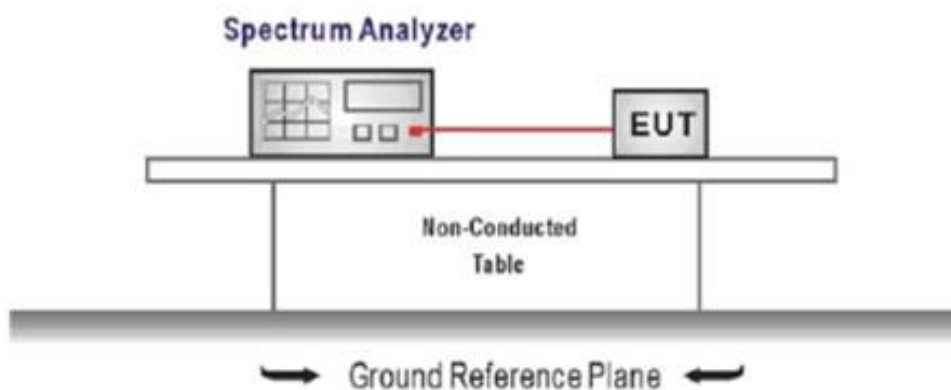 Spectrum Analyzer
EUT
Non-Conducted
Table
Ground Reference Plane